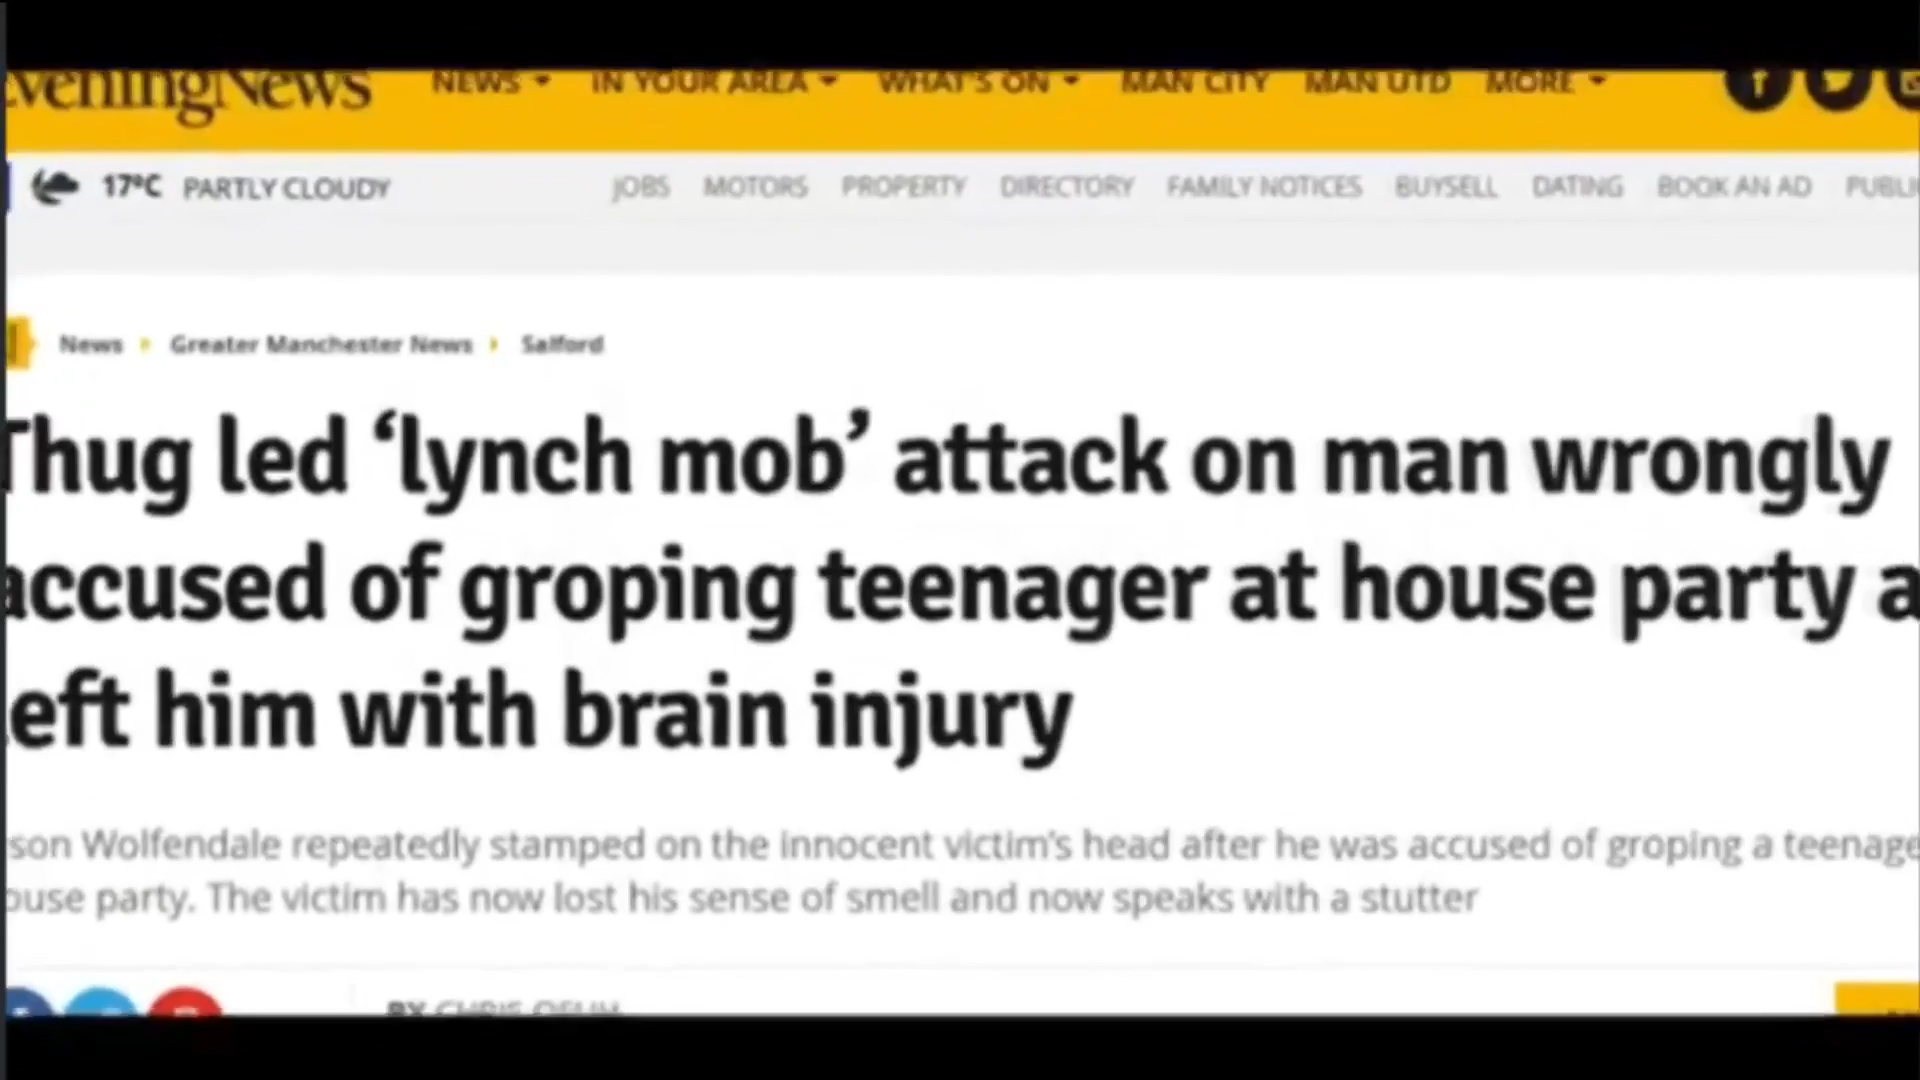 EveningNews NEWS IN YOUR AREA WHAT'S ON MAN CITY MAN UTD MORE
17°C PARTLY CLOUDY JOBS MOTORS PROPERTY DIRECTORY FAMILY NOTICES BUYSELL DATING BOOK AN AD
News Greater Manchester News Salford
Thug led ‘lynch mob’ attack on man wrongly
accused of groping teenager at house party a
left him with brain injury
son Wolfendale repeatedly stamped on the innocent victim's head after he was accused of groping a teenage
ouse party. The victim has now lost his sense of smell and now speaks with a stutter
BY